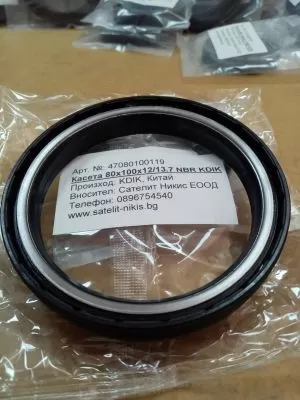 Арт. №: 47080100119
Касета 80x100x12/13.7 NBR KDIK
Произход: KDIK, Китай
Вносител: Сателит Никис ЕООД
Телефон: 0896754540
www.satelit-nikis.bg